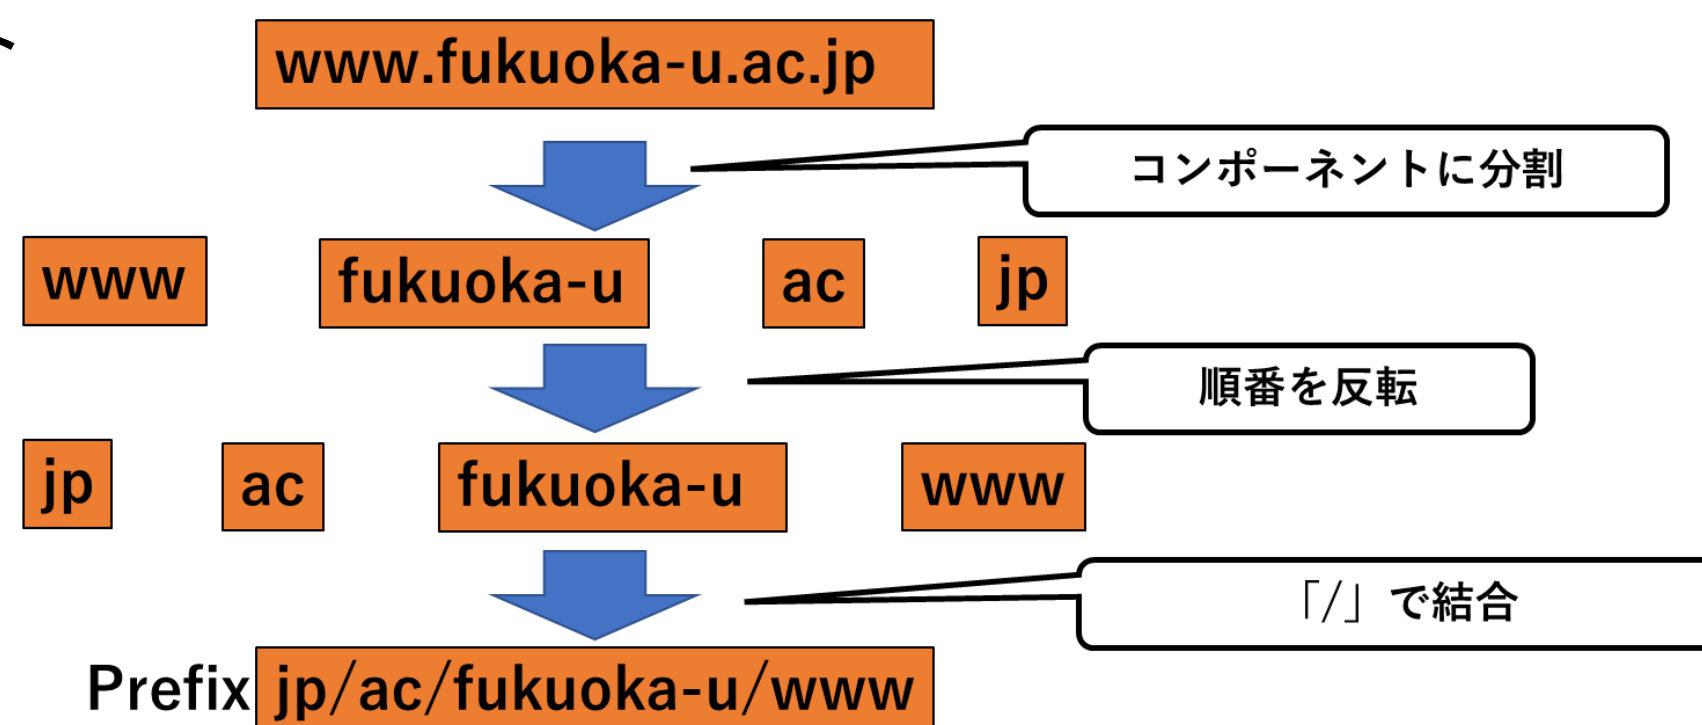 www.fukuoka-u.ac.jp
コンポーネントに分割
www fukuoka-u ac jp
順番を反転
jp ac fukuoka-u www
「/」で結合
Prefix jp/ac/fukuoka-u/www